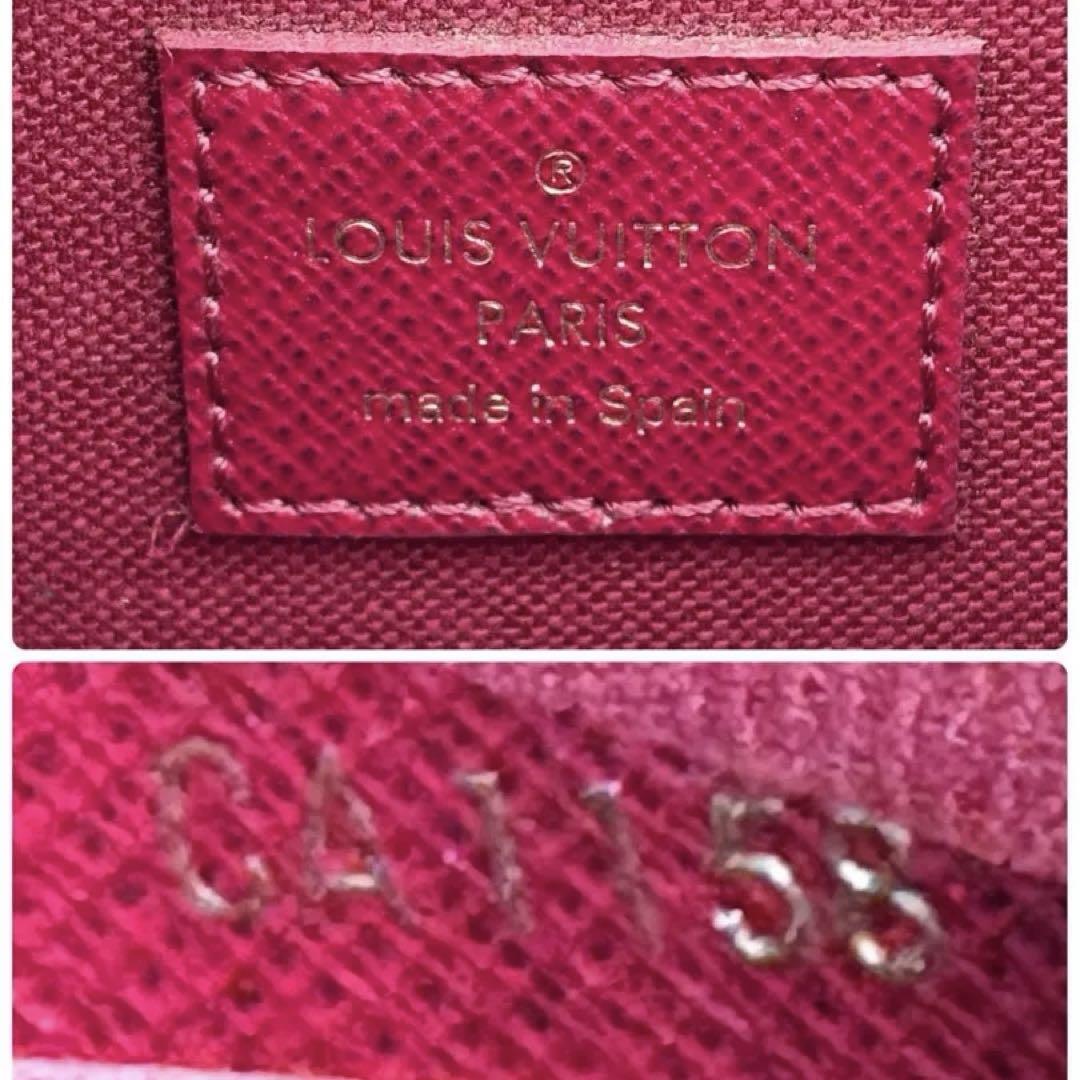 ®
LOUIS VUITTON
PARIS
made in Spain
CA1158